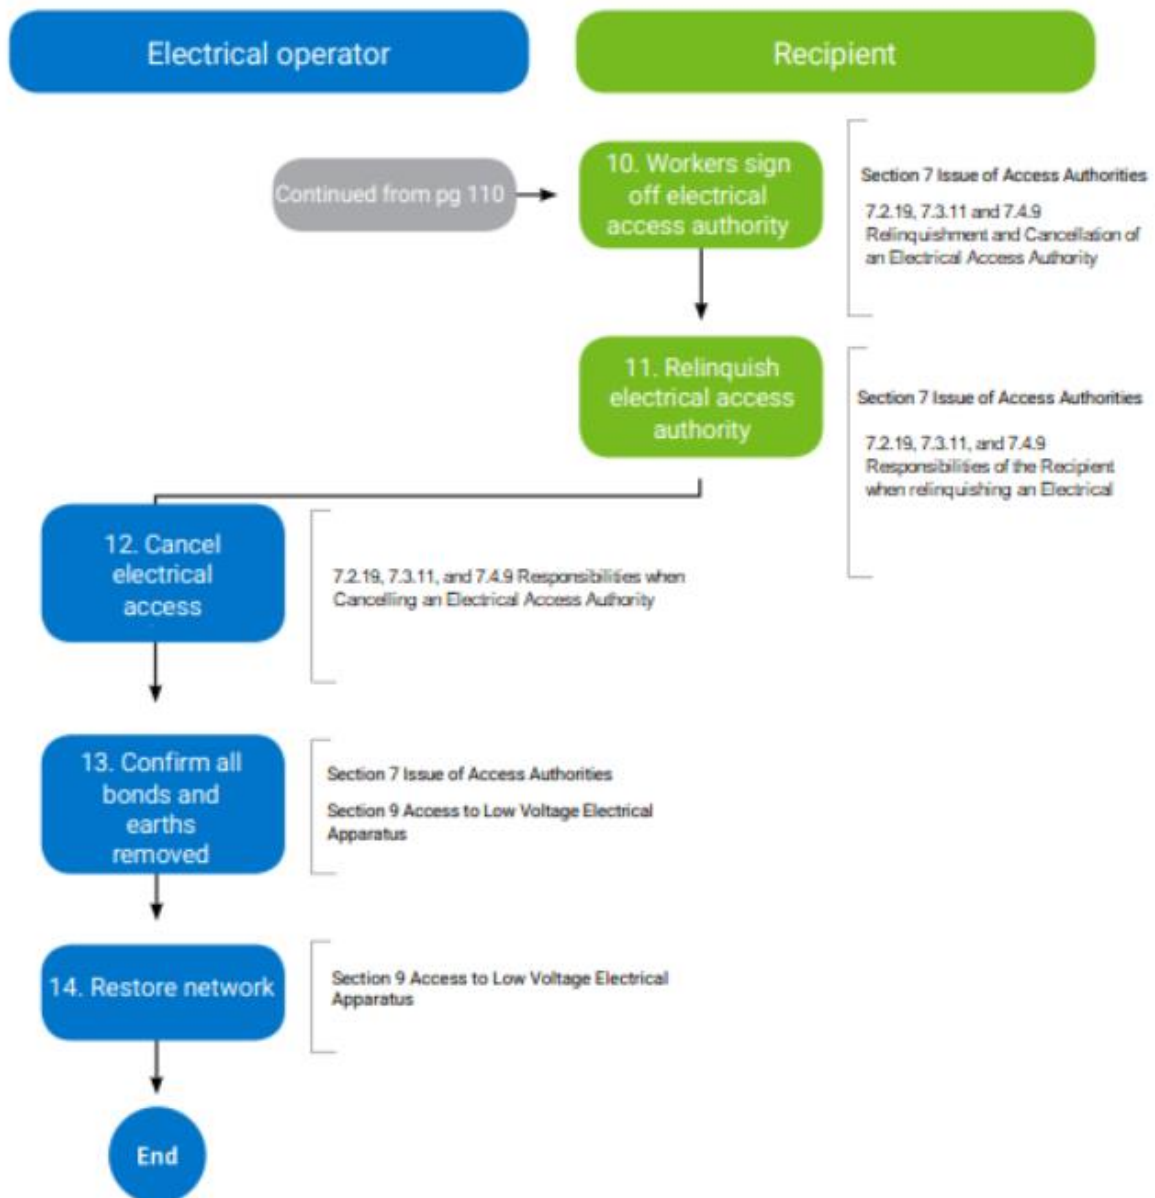 Electrical operator
Recipient
Continued from pg 110
10. Workers sign
off electrical
access authority
Section 7 Issue of Access Authorities
7.2.19, 7.3.11 and 7.4.9
Relinquishment and Cancellation of
an Electrical Access Authority
11. Relinquish
electrical access
authority
Section 7 Issue of Access Authorities
7.2.19, 7.3.11, and 7.4.9
Responsibilities of the Recipient
when relinquishing an Electrical
12. Cancel
electrical
access
7.2.19, 7.3.11, and 7.4.9 Responsibilities when
Cancelling an Electrical Access Authority
13. Confirm all
bonds and
earths
removed
Section 7 Issue of Access Authorities
Section 9 Access to Low Voltage Electrical
Apparatus
14. Restore network
Section 9 Access to Low Voltage Electrical
Apparatus
End